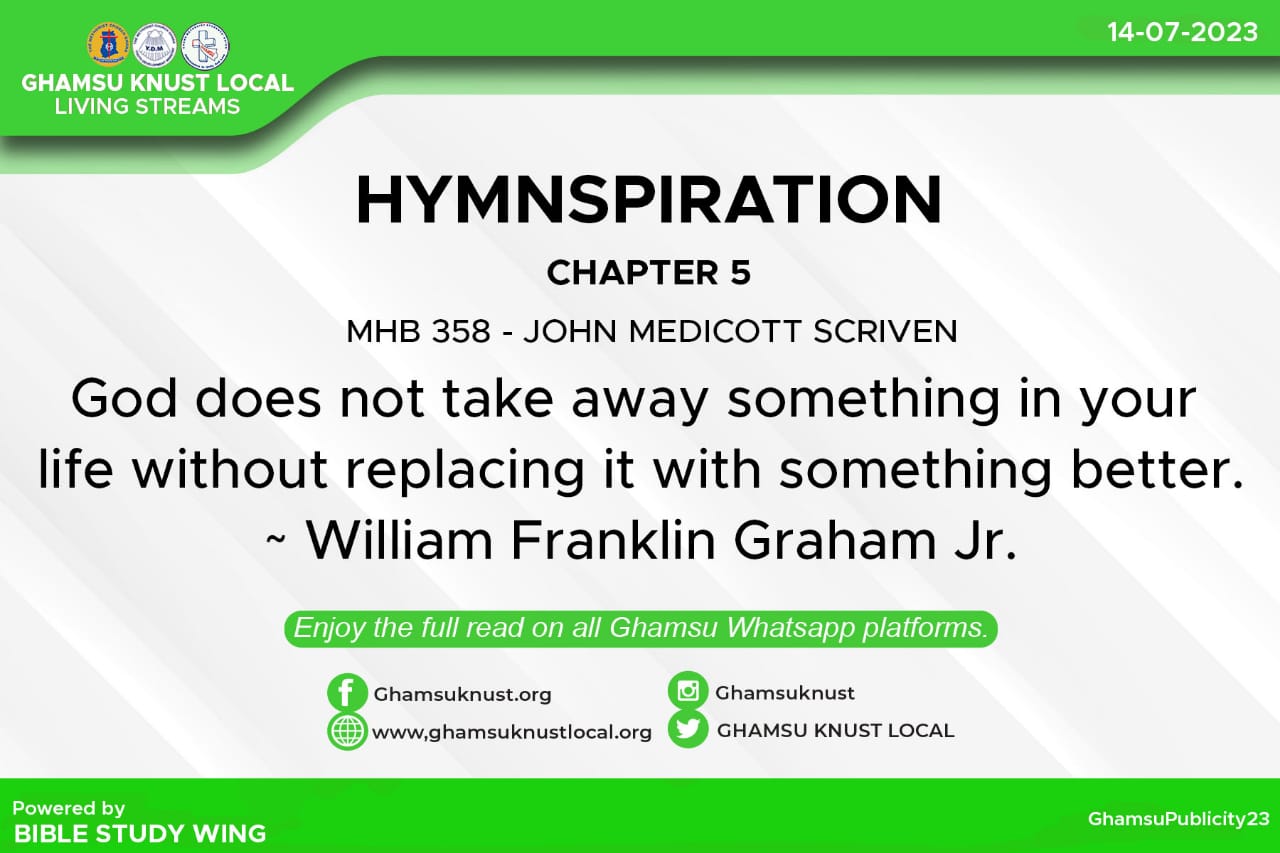 14-07-2023
Y.D.M
GHAMSU KNUST LOCAL
LIVING STREAMS
HYMNSPIRATION
CHAPTER 5
MHB 358 - JOHN MEDICOTT SCRIVEN
God does not take away something in your
life without replacing it with something better.
~ William Franklin Graham Jr.
Enjoy the full read on all Ghamsu Whatsapp platforms.
Ghamsuknust.org
Ghamsuknust
www,ghamsuknustlocal.org
GHAMSU KNUST LOCAL
Powered by
BIBLE STUDY WING
GhamsuPublicity23